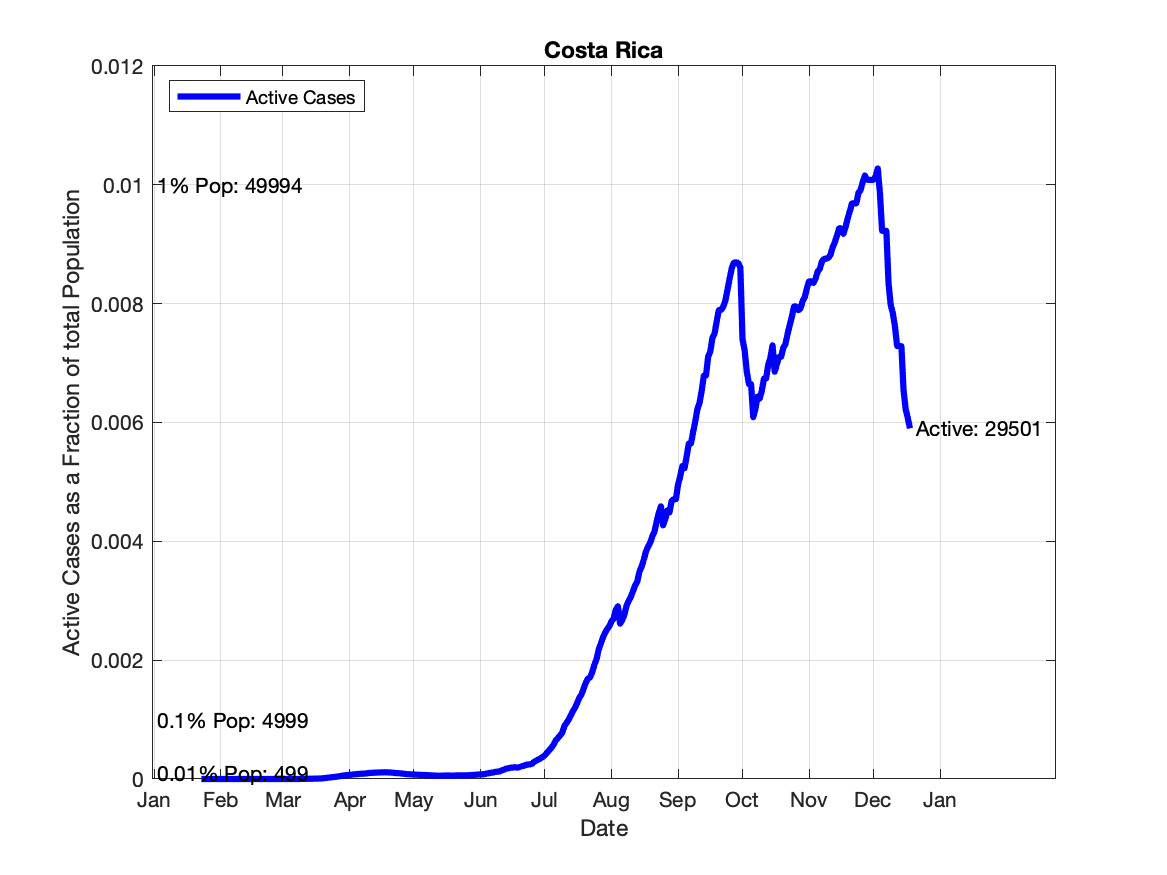 Costa Rica
0.012
Active Cases
0.01
1% Pop: 49994
0.008
0.006
Active: 29501
0.004
0.002
0.1% Pop: 4999
0
0.01% Pop: 499
Jan Feb Mar Apr May Jun Jul Aug Sep Oct Nov Dec Jan
Date
Active Cases as a Fraction of total Population